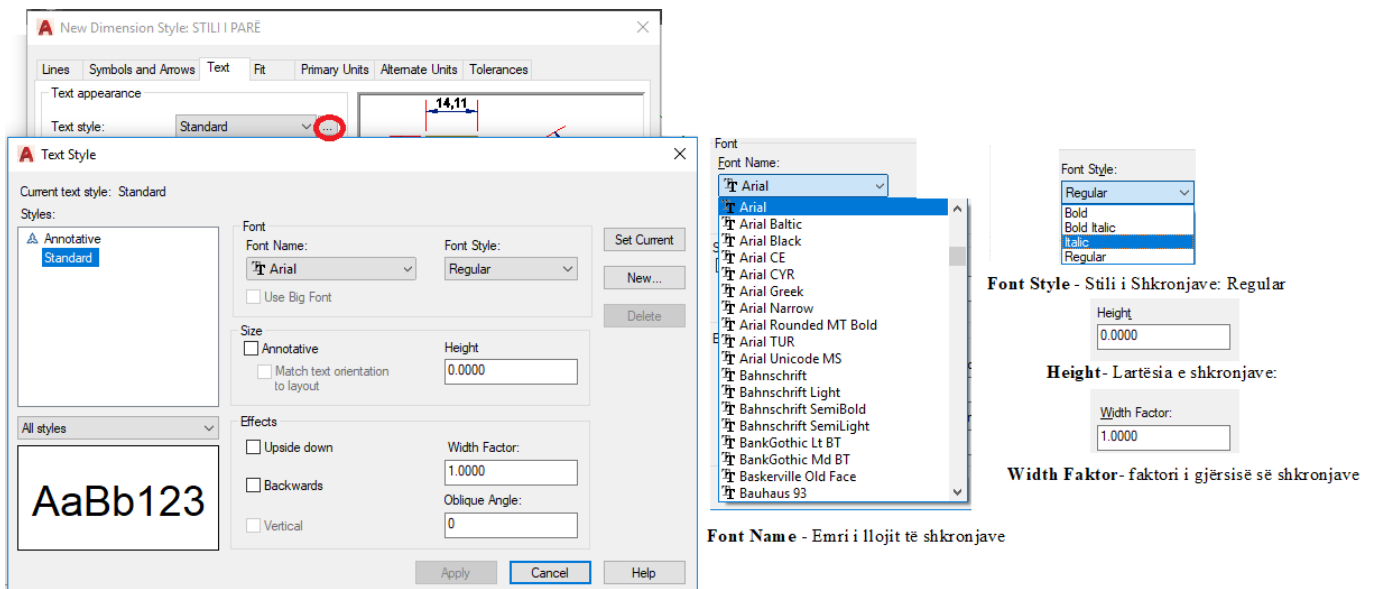 New Dimension Style: STILI I PARË
Lines Symbols and Arrows Text Fit Primary Units Alternate Units Tolerances
Text appearance
Text style: Standard ...
14,11
Text Style
Current text style: Standard
Styles:
Annotative
Standard
All styles
AaBb123
Font
Font Name:
Arial
Use Big Font
Font Style:
Regular
Size
Annotative
Match text orientation
to layout
Height
0.0000
Effects
Upside down
Backwards
Vertical
Width Factor:
1.0000
Oblique Angle:
0
Set Current
New...
Delete
Apply Cancel Help
Font
Font Name:
Arial
Arial
Arial Baltic
Arial Black
Arial CE
Arial CYR
Arial Greek
Arial Narrow
Arial Rounded MT Bold
Arial TUR
Arial Unicode MS
Bahnschrift
Bahnschrift Light
Bahnschrift SemiBold
Bahnschrift SemiLight
BankGothic Lt BT
BankGothic Md BT
Baskerville Old Face
Bauhaus 93
Font Name - Emri i llojit të shkronjave
Font Style:
Regular
Bold
Bold Italic
Italic
Regular
Font Style - Stili i Shkronjave: Regular
Height
0.0000
Height- Lartësia e shkronjave:
Width Factor:
1.0000
Width Faktor- faktori i gjërsisë së shkronjave